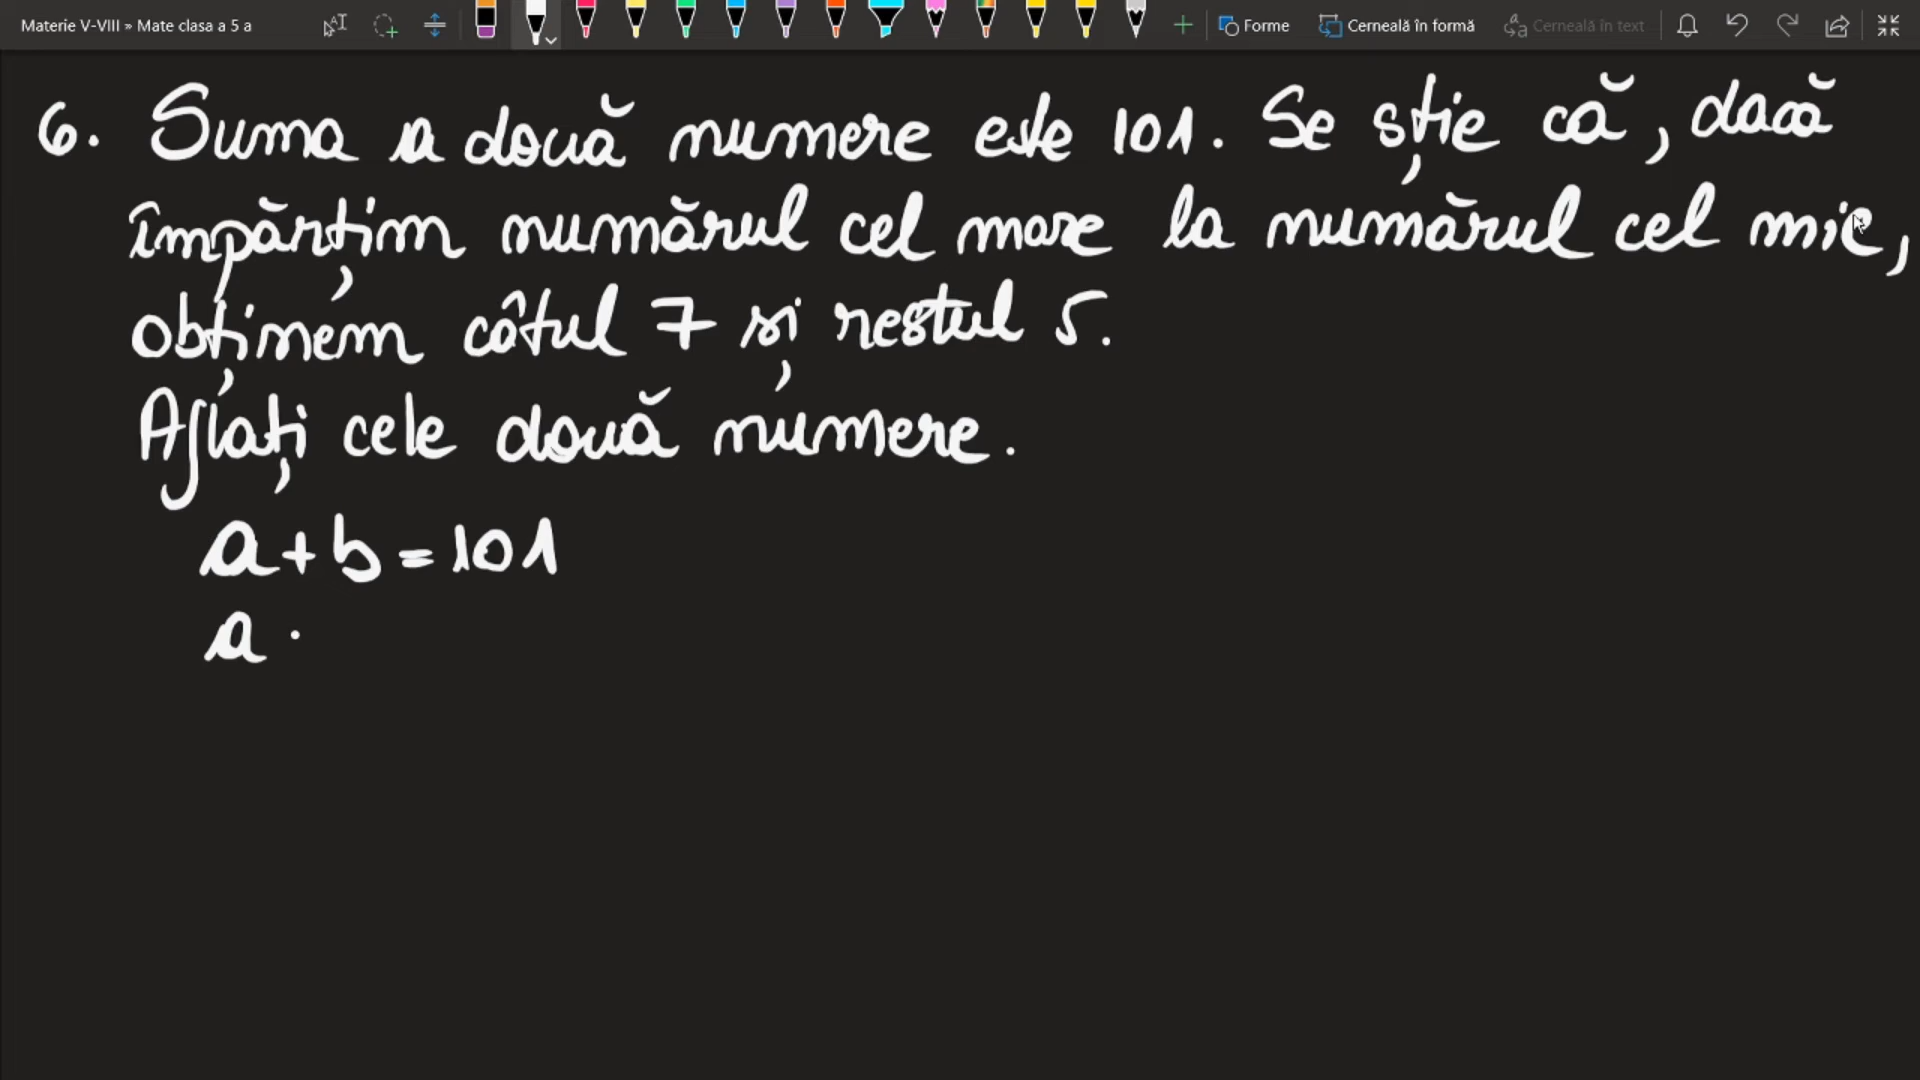 Materie V-VIII » Mate clasa a 5 a Forme Cerneală în formă Cerneală în text
6. Suma a două numere este 101. Se știe că, dacă
împărțim numărul cel mare la numărul cel mic,
obținem câtul 7 și restul 5.
Aflați cele două numere.
a+b=101
a ·